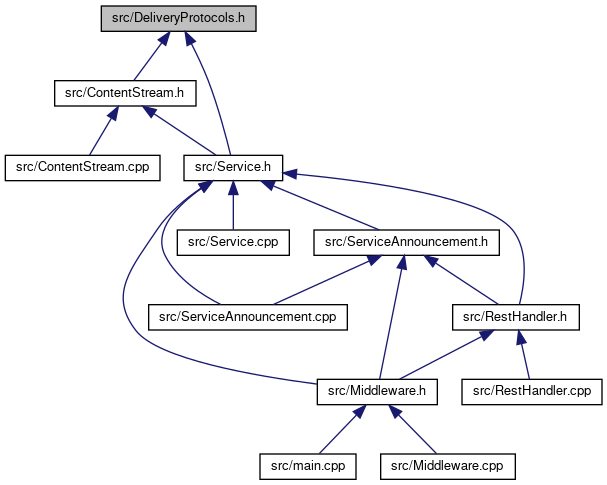 src/DeliveryProtocols.h
src/ContentStream.h
src/ContentStream.cpp
src/Service.h
src/Service.cpp
src/ServiceAnnouncement.h
src/ServiceAnnouncement.cpp
src/RestHandler.h
src/Middleware.h
src/RestHandler.cpp
src/main.cpp
src/Middleware.cpp